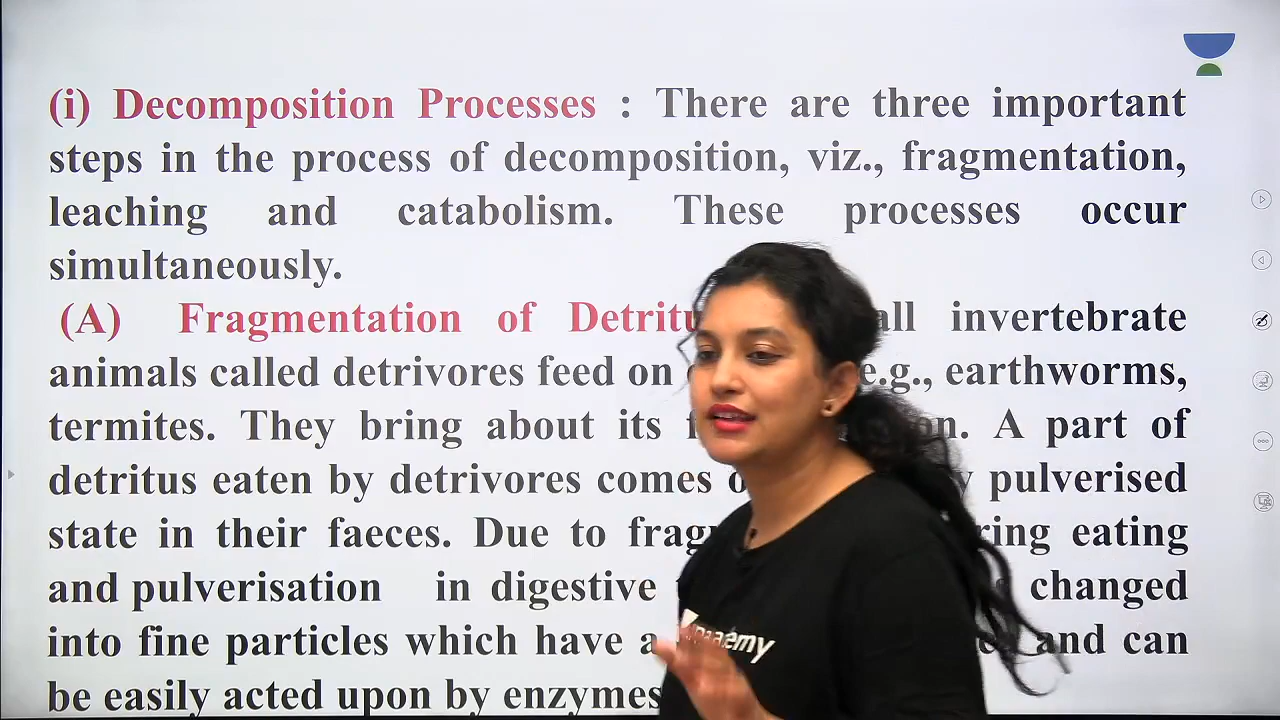 (i) Decomposition Processes : There are three important
steps in the process of decomposition, viz., fragmentation,
leaching and catabolism. These processes occur
simultaneously.
(A) Fragmentation of all invertebrate
animals called detrivores feed on e.g., earthworms,
termites. They bring about its A part of
detritus eaten by detrivores comes pulverised
state in their faeces. Due to eating
and pulverisation in digestive changed
into fine particles which have a and can
be easily acted upon by enzymes